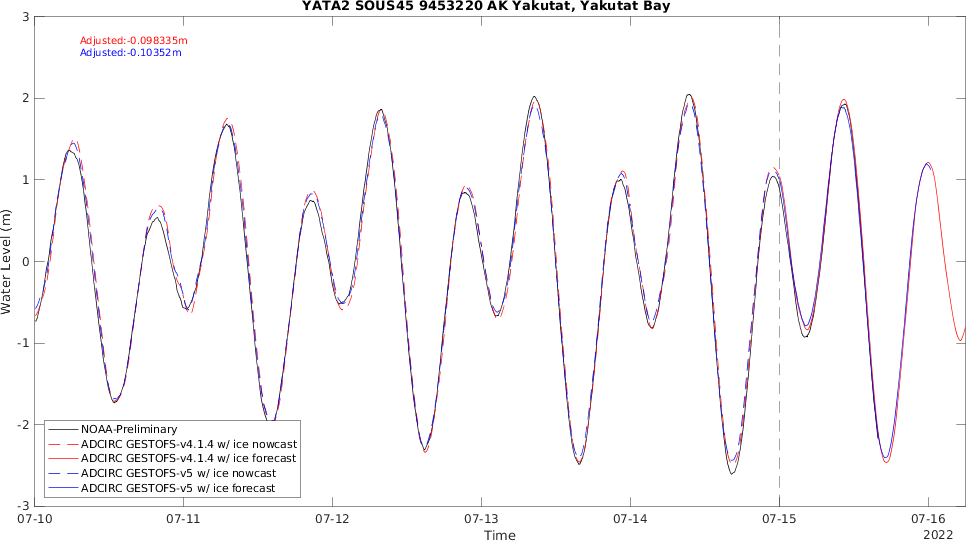 YATA2 SOUS45 9453220 AK Yakutat, Yakutat Bay
Adjusted:-0.098335m
Adjusted:-0.10352m
3
2
1
0
-1
-2
-3
Water Level (m)
NOAA-Preliminary
ADCIRC GESTOFS-v4.1.4 w/ ice nowcast
ADCIRC GESTOFS-v4.1.4 w/ ice forecast
ADCIRC GESTOFS-v5 w/ ice nowcast
ADCIRC GESTOFS-v5 w/ ice forecast
07-10 07-11 07-12 07-13 07-14 07-15 07-16
Time
2022